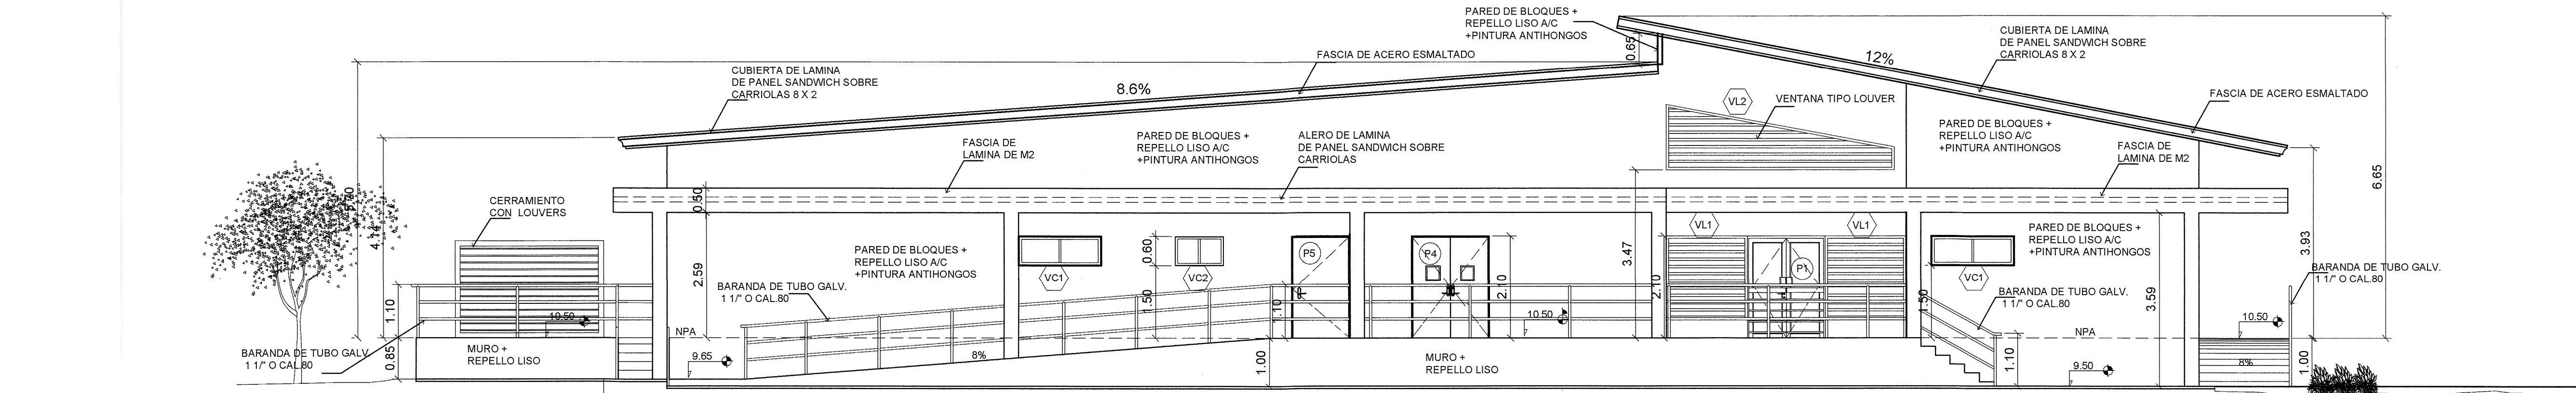 PARED DE BLOQUES +
REPELLO LISO A/C
+PINTURA ANTIHONGOS
0.65
FASCIA DE ACERO ESMALTADO
CUBIERTA DE LAMINA
DE PANEL SANDWICH SOBRE
CARRIOLAS 8 X 2
12%
CUBIERTA DE LAMINA
DE PANEL SANDWICH SOBRE
CARRIOLAS 8 X 2
8.6%
FASCIA DE ACERO ESMALTADO
VL2
VENTANA TIPO LOUVER
PARED DE BLOQUES +
REPELLO LISO A/C
+PINTURA ANTIHONGOS
FASCIA DE
LAMINA DE M2
PARED DE BLOQUES +
REPELLO LISO A/C
+PINTURA ANTIHONGOS
ALERO DE LAMINA
DE PANEL SANDWICH SOBRE
CARRIOLAS
FASCIA DE
LAMINA DE M2
6.65
4.14
CERRAMIENTO
CON LOUVERS
0.50
2.59
PARED DE BLOQUES +
REPELLO LISO A/C
+PINTURA ANTIHONGOS
VC1
0.60
VC2
1.50
P5
P4
2.10
3.47
2.10
VL1
VL1
P1
VC1
PARED DE BLOQUES +
REPELLO LISO A/C
+PINTURA ANTIHONGOS
3.59
3.93
BARANDA DE TUBO GALV.
1 1/" O CAL.80
BARANDA DE TUBO GALV.
1 1/" O CAL.80
BARANDA DE TUBO GALV.
1 1/" O CAL.80
1.10
10.50
NPA
1.10
10.50
1.50
NPA
10.50
BARANDA DE TUBO GALV.
1 1/" O CAL.80
0.85
MURO +
REPELLO LISO
9.65
8%
1.00
MURO +
REPELLO LISO
1.10
9.50
8%
1.00